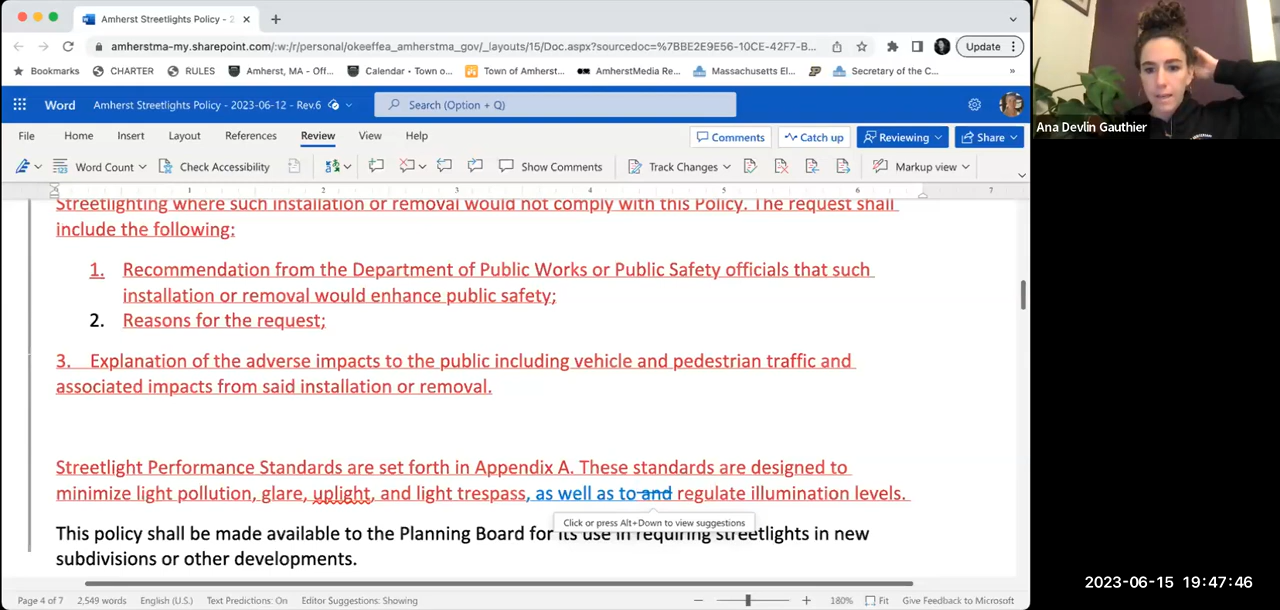 Amherst Streetlights Policy - 2
amherstma-my.sharepoint.com/:w:/r/personal/okeeffea_amherstma_gov/_layouts/15/Doc.aspx?sourcedoc=%7BBE2E9E56-10CE-42F7-B...
Update
Bookmarks CHARTER RULES Amherst, MA - Off... Calendar • Town o... Town of Amherst... AmherstMedia Re... Massachusetts El... Secretary of the C... »
Ana Devlin Gauthier
Word Amherst Streetlights Policy - 2023-06-12 - Rev.6 Search (Option + Q)
File Home Insert Layout References Review View Help Comments Catch up Reviewing Share
Word Count Check Accessibility Show Comments Track Changes Markup view
1 2 3 4 5 6 7
Streetlighting where such installation or removal would not comply with this Policy. The request shall
include the following:
1. Recommendation from the Department of Public Works or Public Safety officials that such
installation or removal would enhance public safety;
2. Reasons for the request;
3. Explanation of the adverse impacts to the public including vehicle and pedestrian traffic and
associated impacts from said installation or removal.
Streetlight Performance Standards are set forth in Appendix A. These standards are designed to
minimize light pollution, glare, uplight, and light trespass, as well as to and regulate illumination levels.
Click or press Alt+Down to view suggestions
This policy shall be made available to the Planning Board for its use in requiring streetlights in new
subdivisions or other developments.
2023-06-15 19:47:46
Page 4 of 7 2,549 words English (U.S.) Text Predictions: On Editor Suggestions: Showing 180% Fit Give Feedback to Microsoft